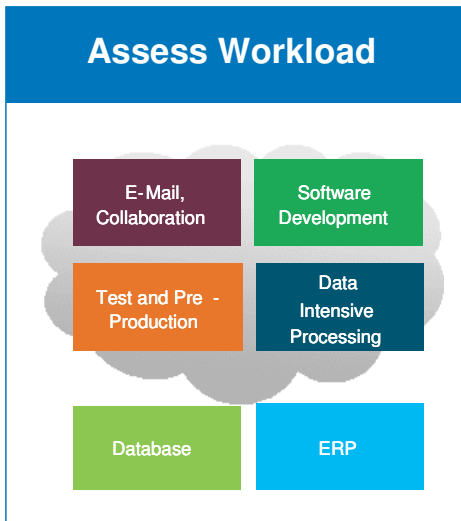 Assess Workload
E-Mail,
Collaboration
Software
Development
Test and Pre -
Production
Data
Intensive
Processing
Database
ERP